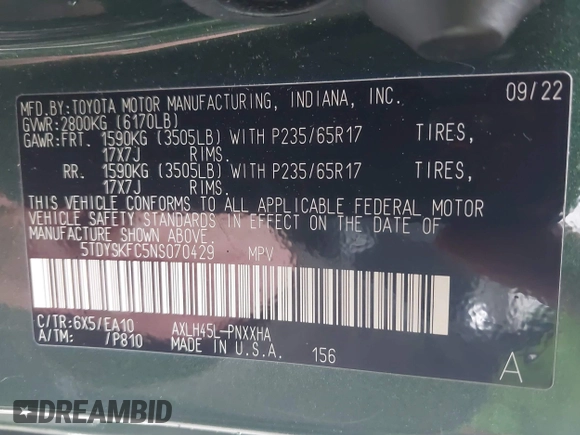 MFD.BY:TOYOTA MOTOR MANUFACTURING, INDIANA, INC. 09/22
GVWR:2800KG (6170LB)
GAWR:FRT. 1590KG (3505LB) WITH P235/65R17 TIRES,
17X7J RIMS.
RR. 1590KG (3505LB) WITH P235/65R17 TIRES,
17X7J RIMS.
THIS VEHICLE CONFORMS TO ALL APPLICABLE FEDERAL MOTOR
VEHICLE SAFETY STANDARDS IN EFFECT ON THE DATE OF
MANUFACTURE SHOWN ABOVE.
5TDYSKFC5NS070429 MPV
C/TR:6X5/EA10 AXLH45L-PNXXHA
A/TM: /P810 MADE IN U.S.A. 156 A
DREAMBID